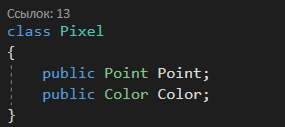 Ссылок: 13
class Pixel
{
public Point Point;
public Color Color;
}